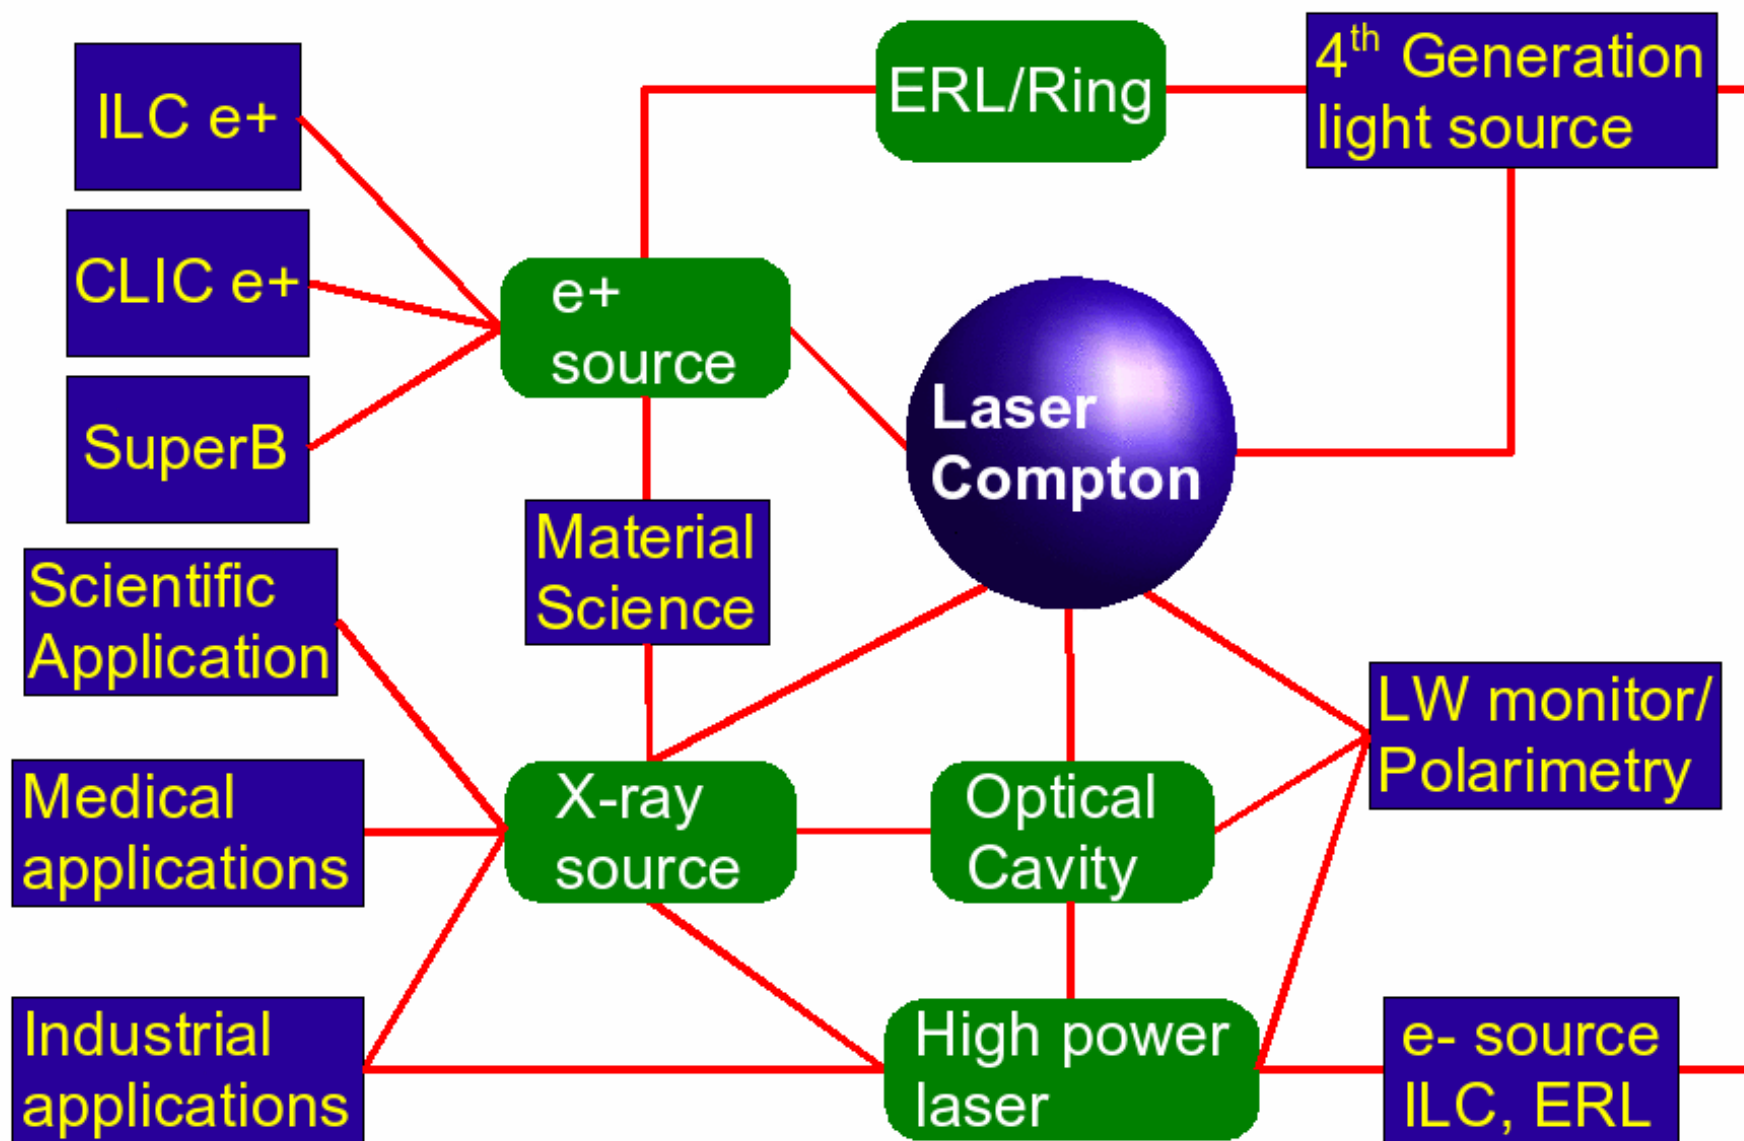 ILC e+
ERL/Ring
4th Generation
light source
CLIC e+
e+
source
SuperB
Laser
Compton
Material
Science
Scientific
Application
LW monitor/
Polarimetry
Medical
applications
X-ray
source
Optical
Cavity
Industrial
applications
High power
laser
e- source
ILC, ERL